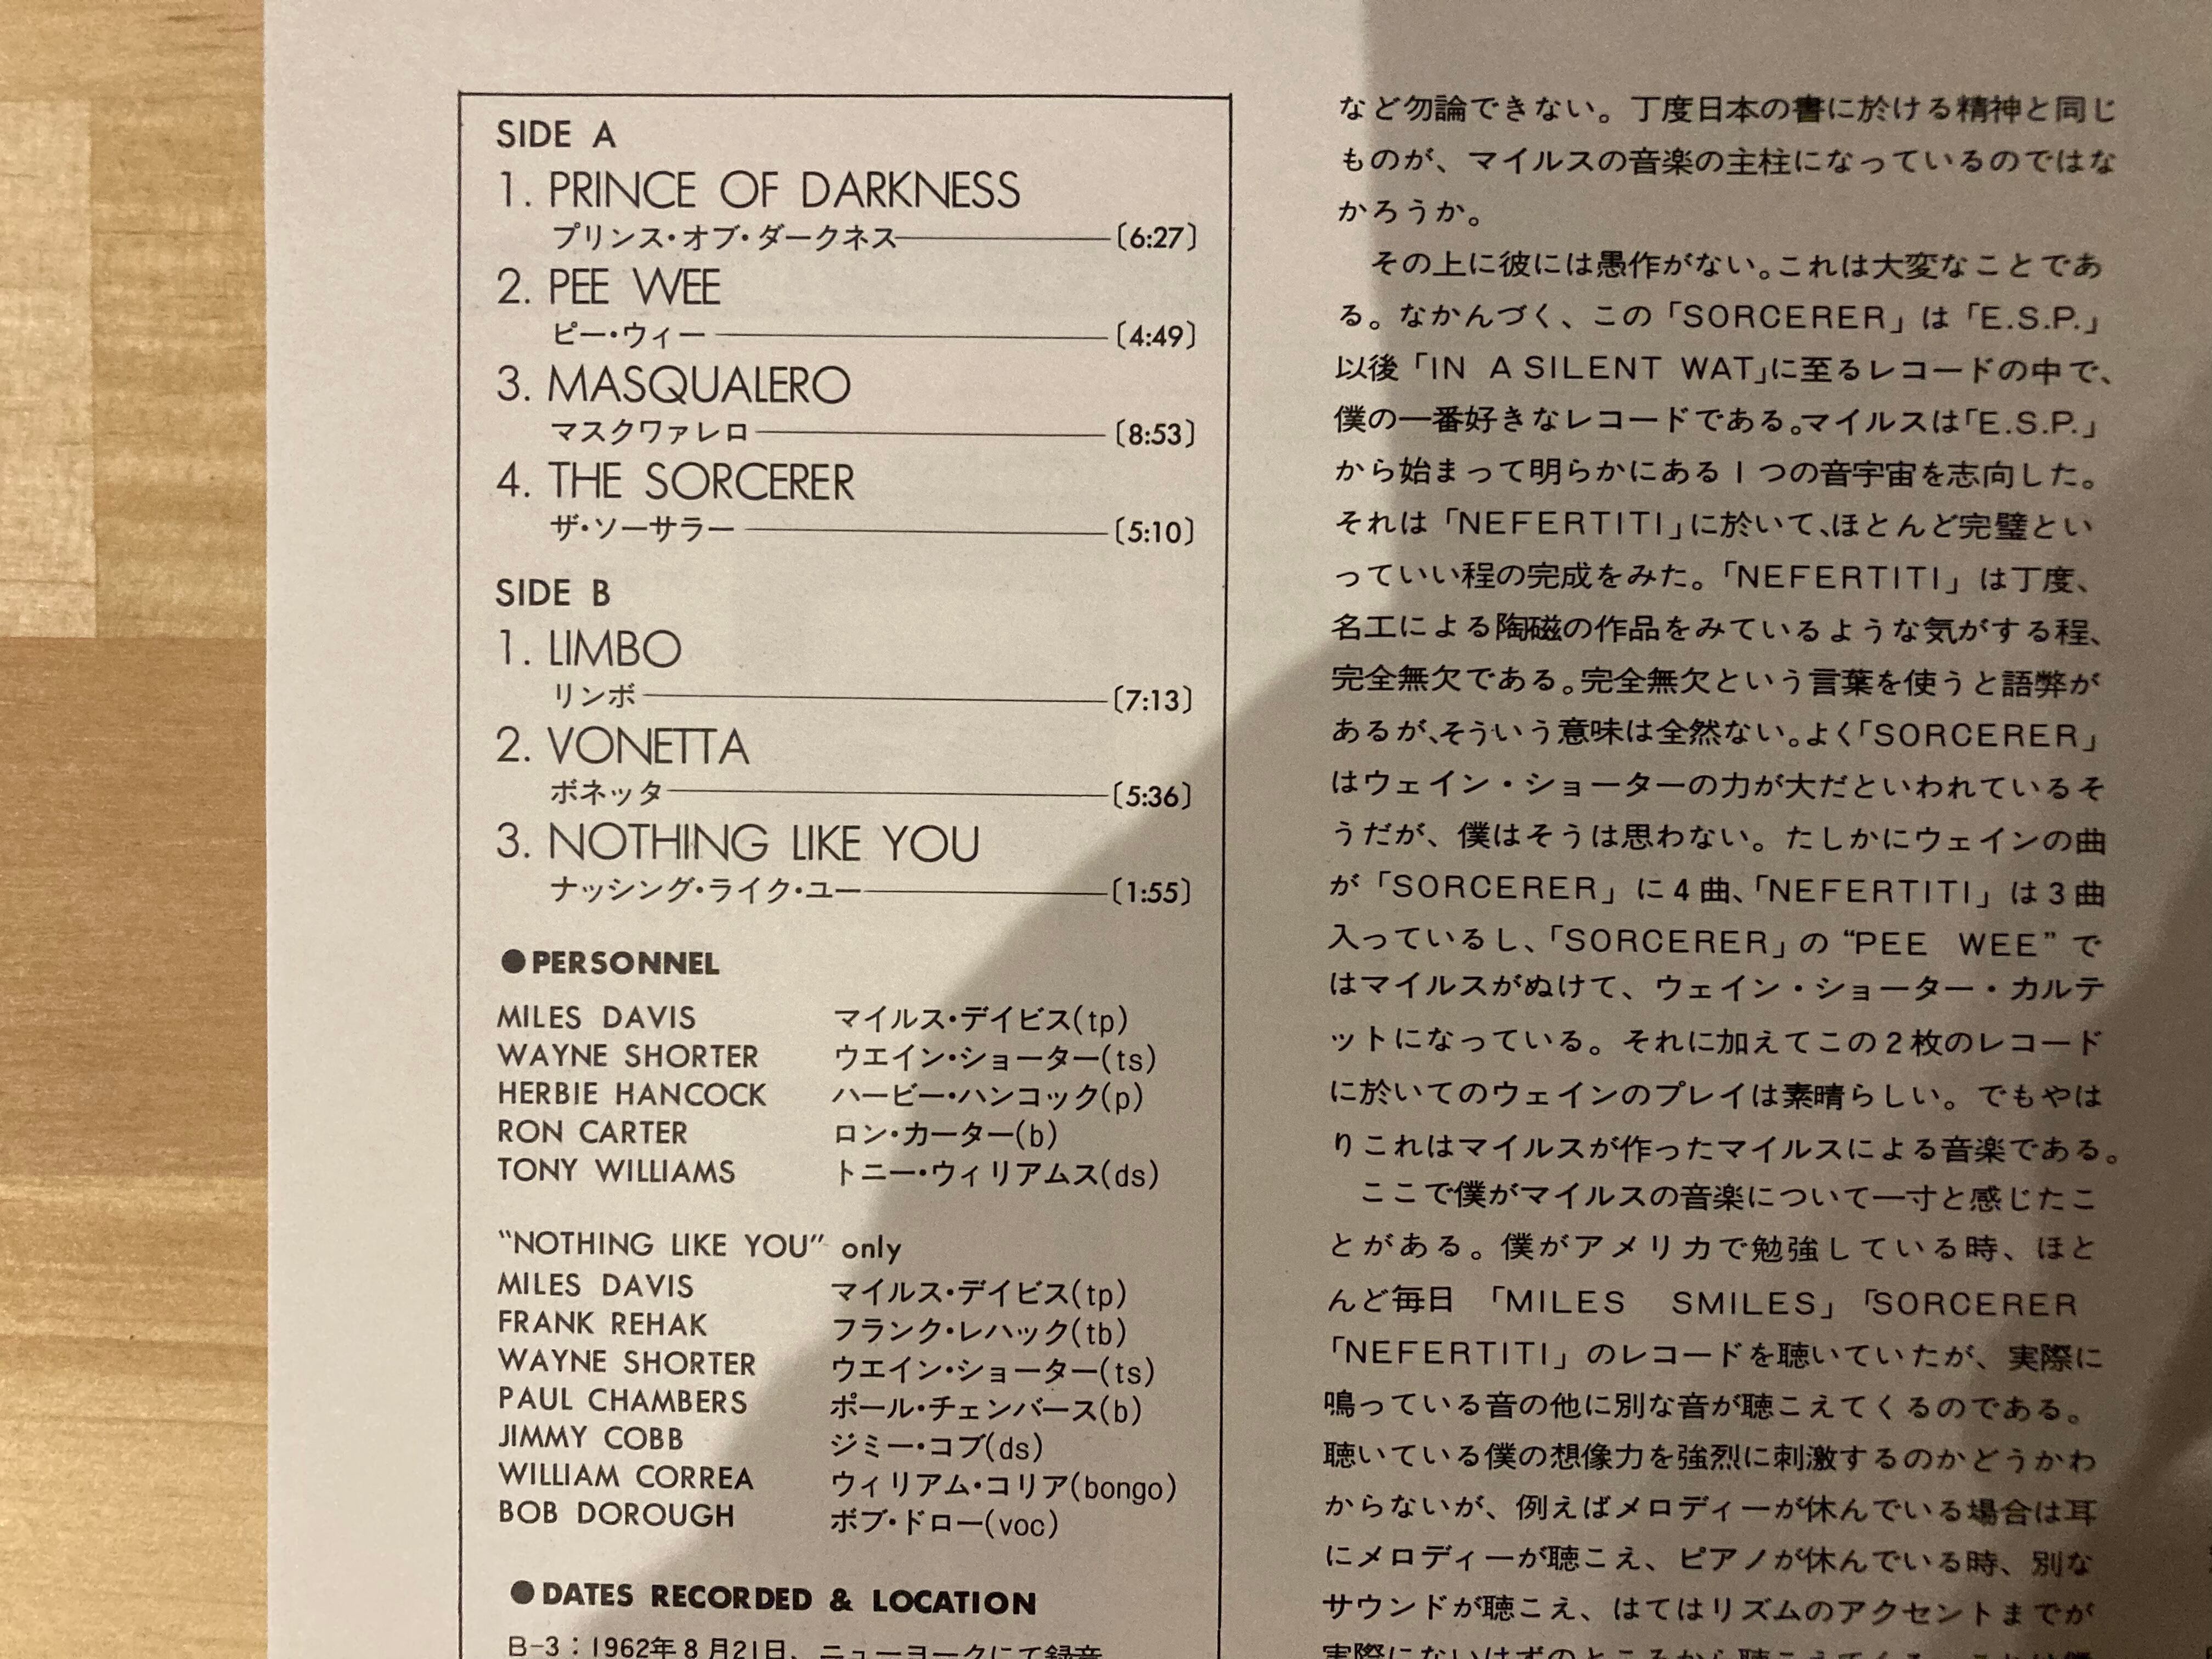 SIDE A
1. PRINCE OF DARKNESS
プリンス・オブ・ダークネス〔6:27〕
2. PEE WEE
ピー・ウィー〔4:49〕
3. MASQUALERO
マスクワァレロ〔8:53〕
4. THE SORCERER
ザ・ソーサラー〔5:10〕
SIDE B
1. LIMBO
リンボ〔7:13〕
2. VONETTA
ボネッタ〔5:36〕
3. NOTHING LIKE YOU
ナッシング・ライク・ユー〔1:55〕
●PERSONNEL
MILES DAVIS マイルス・デイビス(tp)
WAYNE SHORTER ウエイン・ショーター(ts)
HERBIE HANCOCK ハービー・ハンコック(p)
RON CARTER ロン・カーター(b)
TONY WILLIAMS トニー・ウィリアムス(ds)
“NOTHING LIKE YOU” only
MILES DAVIS マイルス・デイビス(tp)
FRANK REHAK フランク・レハック(tb)
WAYNE SHORTER ウエイン・ショーター(ts)
PAUL CHAMBERS ポール・チェンバース(b)
JIMMY COBB ジミー・コブ(ds)
WILLIAM CORREA ウィリアム・コリア(bongo)
BOB DOROUGH ボブ・ドロー(voc)
●DATES RECORDED & LOCATION
B-3：1962年8月21日、ニューヨークにて録音
など勿論できない。丁度日本の書に於ける精神と同じ
ものが、マイルスの音楽の主柱になっているのではな
かろうか。
その上に彼には愚作がない。これは大変なことであ
る。なかんづく、この「SORCERER」は「E.S.P.」
以後「IN A SILENT WAT」に至るレコードの中で、
僕の一番好きなレコードである。マイルスは「E.S.P.」
から始まって明らかにある1つの音宇宙を志向した。
それは「NEFERTITI」に於いて、ほとんど完璧とい
っていい程の完成をみた。「NEFERTITI」は丁度、
名工による陶磁の作品をみているような気がする程、
完全無欠である。完全無欠という言葉を使うと語弊が
あるが、そういう意味は全然ない。よく「SORCERER」
はウェイン・ショーターの力が大だといわれているそ
うだが、僕はそうは思わない。たしかにウェインの曲
が「SORCERER」に4曲、「NEFERTITI」は3曲
入っているし、「SORCERER」の“PEE WEE”で
はマイルスがぬけて、ウェイン・ショーター・カルテ
ットになっている。それに加えてこの2枚のレコード
に於いてのウェインのプレイは素晴らしい。でもやは
りこれはマイルスが作ったマイルスによる音楽である。
ここで僕がマイルスの音楽について一寸と感じたこ
とがある。僕がアメリカで勉強している時、ほと
んど毎日「MILES SMILES」「SORCERER
「NEFERTITI」のレコードを聴いていたが、実際に
鳴っている音の他に別な音が聴こえてくるのである。
聴いている僕の想像力を強烈に刺激するのかどうかわ
からないが、例えばメロディーが休んでいる場合は耳
にメロディーが聴こえ、ピアノが休んでいる時、別な
サウンドが聴こえ、はてはリズムのアクセントまでが
実際にないはずのところから聴こえてくる。